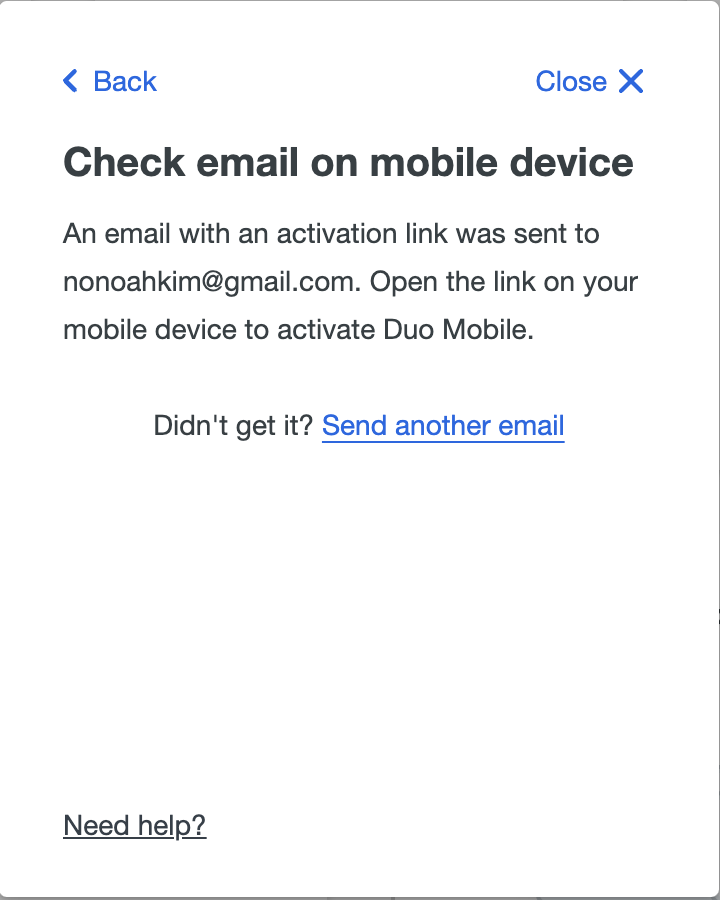 Back
Close
Check email on mobile device
An email with an activation link was sent to
nonoahkim@gmail.com. Open the link on your
mobile device to activate Duo Mobile.
Didn't get it? Send another email
Need help?